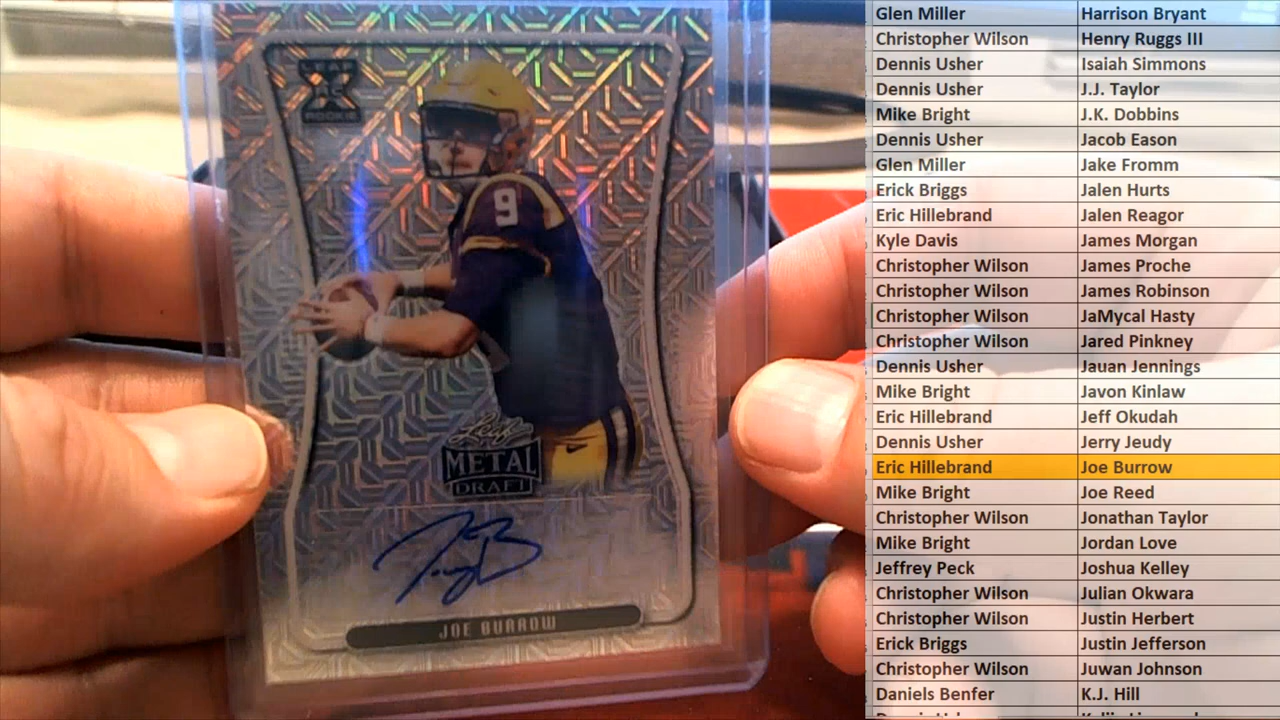 ROOKIE
9
Leaf
METAL
DRAFT
JOE BURROW
Glen Miller Harrison Bryant
Christopher Wilson Henry Ruggs III
Dennis Usher Isaiah Simmons
Dennis Usher J.J. Taylor
Mike Bright J.K. Dobbins
Dennis Usher Jacob Eason
Glen Miller Jake Fromm
Erick Briggs Jalen Hurts
Eric Hillebrand Jalen Reagor
Kyle Davis James Morgan
Christopher Wilson James Proche
Christopher Wilson James Robinson
Christopher Wilson JaMycal Hasty
Christopher Wilson Jared Pinkney
Dennis Usher Jauan Jennings
Mike Bright Javon Kinlaw
Eric Hillebrand Jeff Okudah
Dennis Usher Jerry Jeudy
Eric Hillebrand Joe Burrow
Mike Bright Joe Reed
Christopher Wilson Jonathan Taylor
Mike Bright Jordan Love
Jeffrey Peck Joshua Kelley
Christopher Wilson Julian Okwara
Christopher Wilson Justin Herbert
Erick Briggs Justin Jefferson
Christopher Wilson Juwan Johnson
Daniels Benfer K.J. Hill